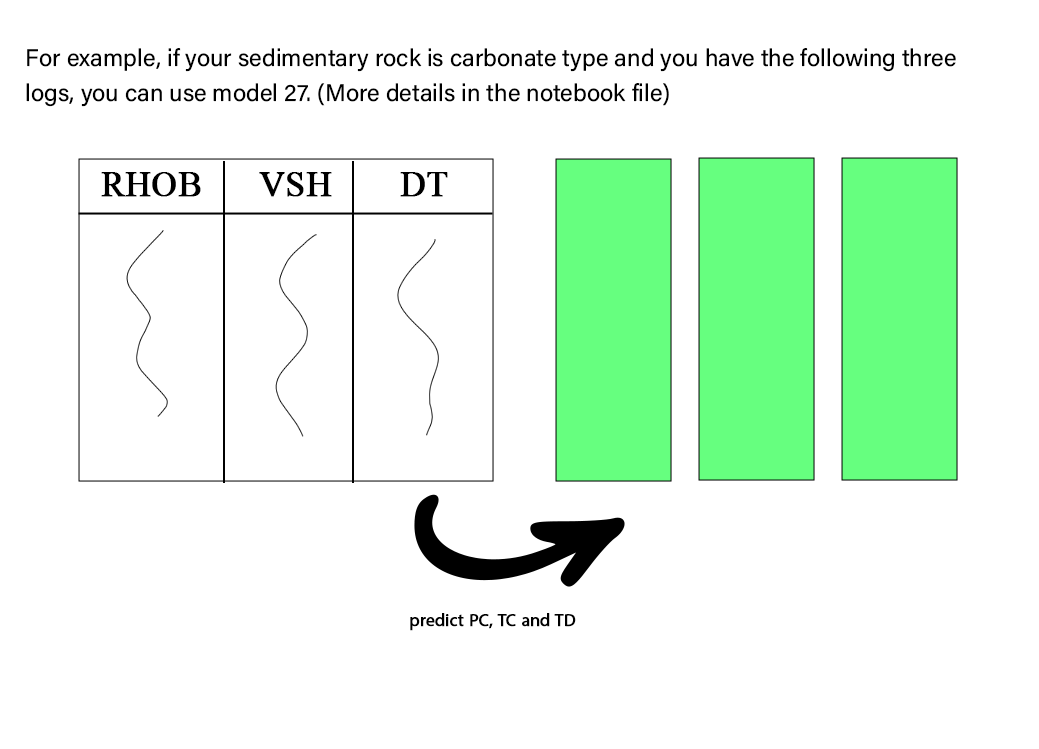 For example, if your sedimentary rock is carbonate type and you have the following three
logs, you can use model 27. (More details in the notebook file)
RHOB VSH DT
predict PC, TC and TD